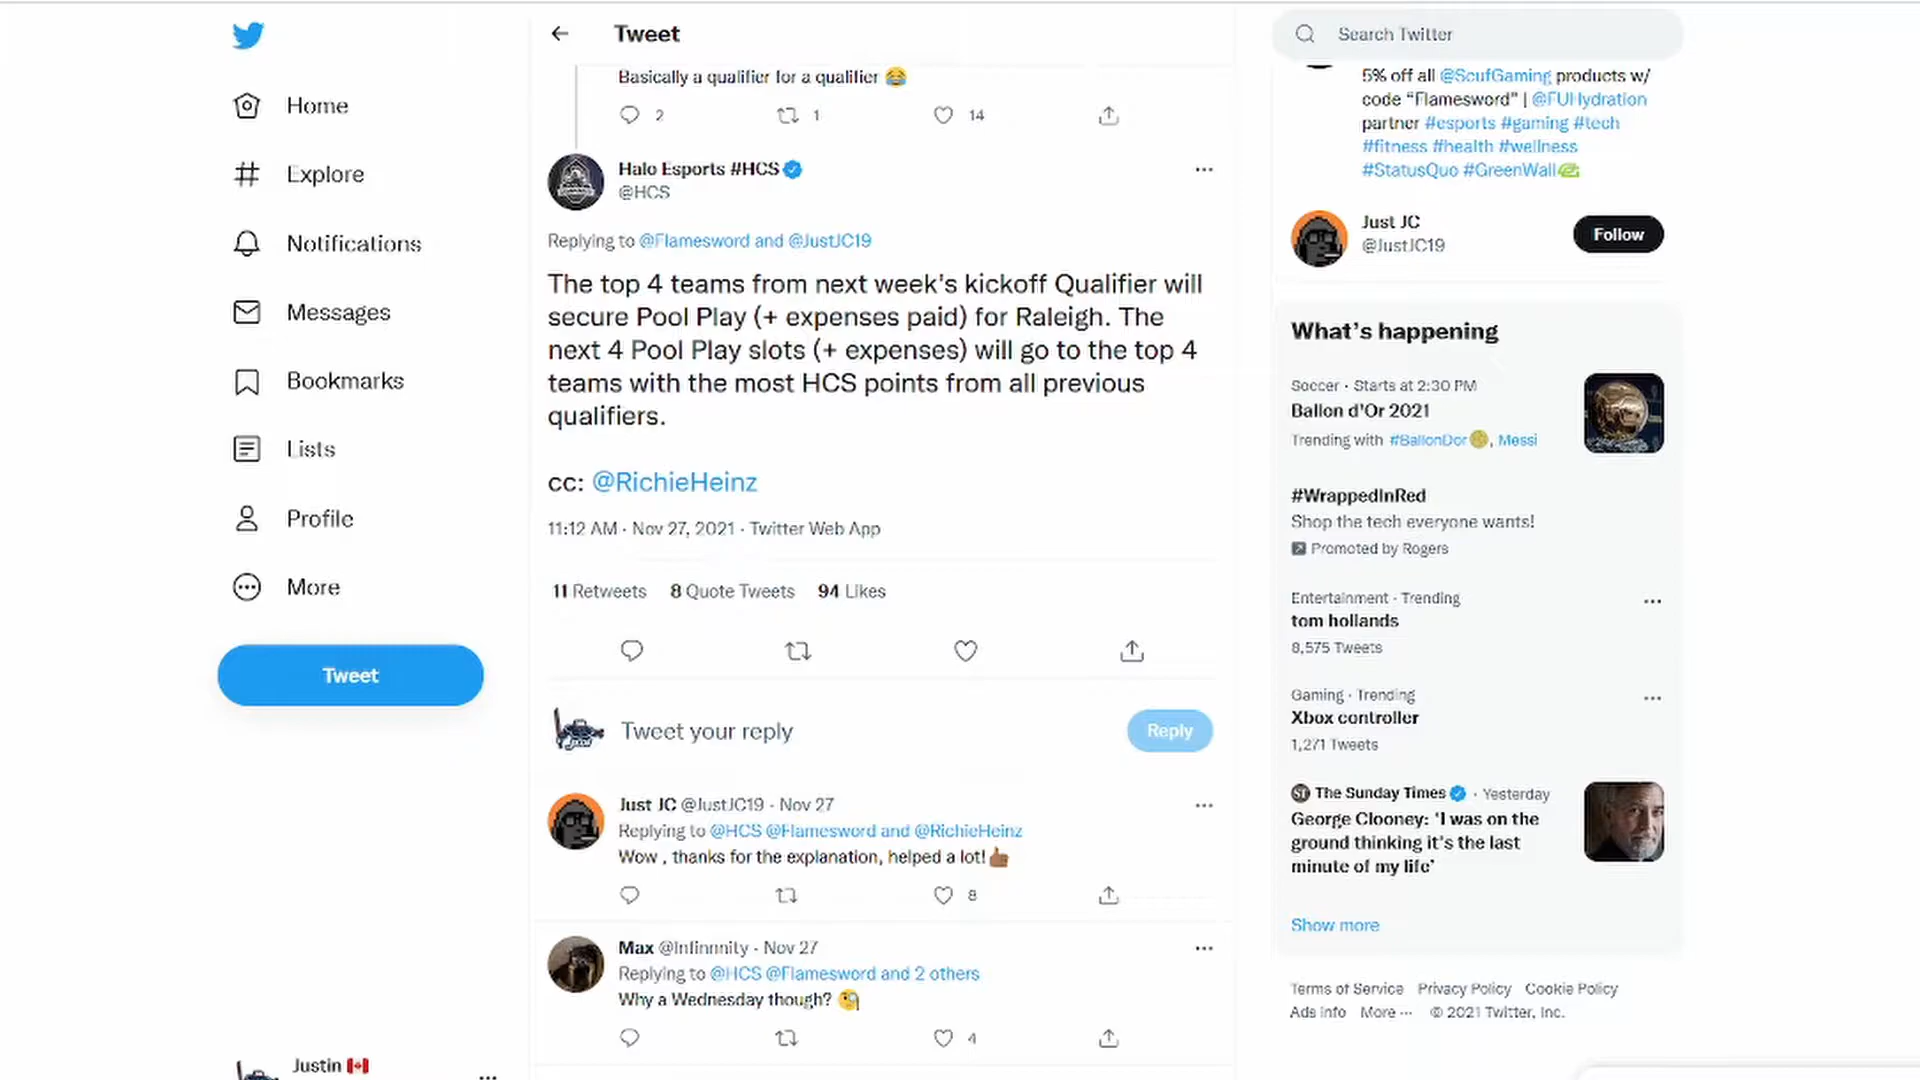 Home
Explore
Notifications
Messages
Bookmarks
Lists
Profile
More
Tweet
Justin
Tweet
Basically a qualifier for a qualifier 😂
2 1 14
Halo Esports #HCS
@HCS
Replying to @Flamesword and @JustJC19
The top 4 teams from next week's kickoff Qualifier will
secure Pool Play (+ expenses paid) for Raleigh. The
next 4 Pool Play slots (+ expenses) will go to the top 4
teams with the most HCS points from all previous
qualifiers.
cc: @RichieHeinz
11:12 AM · Nov 27, 2021 · Twitter Web App
11 Retweets 8 Quote Tweets 94 Likes
Tweet your reply
Reply
Just JC @JustJC19 · Nov 27
Replying to @HCS @Flamesword and @RichieHeinz
Wow , thanks for the explanation, helped a lot!👍🏾
8
Max @Infinnnity · Nov 27
Replying to @HCS @Flamesword and 2 others
Why a Wednesday though? 🧐
4
Search Twitter
5% off all @ScufGaming products w/
code “Flamesword” | @FUHydration
partner #esports #gaming #tech
#fitness #health #wellness
#StatusQuo #GreenWall
Just JC
@JustJC19
Follow
What’s happening
Soccer · Starts at 2:30 PM
Ballon d'Or 2021
Trending with #BallonDor, Messi
#WrappedInRed
Shop the tech everyone wants!
Promoted by Rogers
Entertainment · Trending
tom hollands
8,575 Tweets
Gaming · Trending
Xbox controller
1,271 Tweets
ST The Sunday Times · Yesterday
George Clooney: ‘I was on the
ground thinking it’s the last
minute of my life’
Show more
Terms of Service Privacy Policy Cookie Policy
Ads info More ··· © 2021 Twitter, Inc.